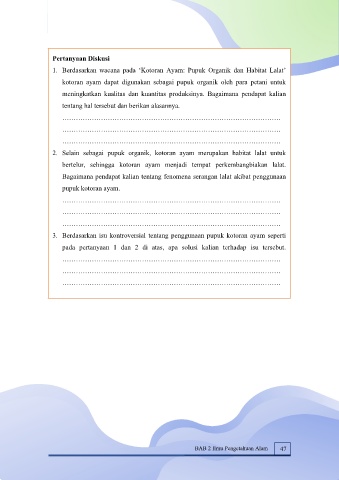 Pertanyaan Diskusi
1. Berdasarkan wacana pada ‘Kotoran Ayam: Pupuk Organik dan Habitat Lalat’
kotoran ayam dapat digunakan sebagai pupuk organik oleh para petani untuk
meningkatkan kualitas dan kuantitas produksinya. Bagaimana pendapat kalian
tentang hal tersebut dan berikan alasannya.
……………………………………………………………………………
……………………………………………………………………………
……………………………………………………………………………
2. Selain sebagai pupuk organik, kotoran ayam merupakan habitat lalat untuk
bertelur, sehingga kotoran ayam menjadi tempat perkembangbiakan lalat.
Bagaimana pendapat kalian tentang fenomena serangan lalat akibat penggunaan
pupuk kotoran ayam.
……………………………………………………………………………
……………………………………………………………………………
……………………………………………………………………………
3. Berdasarkan isu kontroversial tentang penggunaan pupuk kotoran ayam seperti
pada pertanyaan 1 dan 2 di atas, apa solusi kalian terhadap isu tersebut.
……………………………………………………………………………
……………………………………………………………………………
……………………………………………………………………………
BAB 2 Ilmu Pengetahuan Alam 47